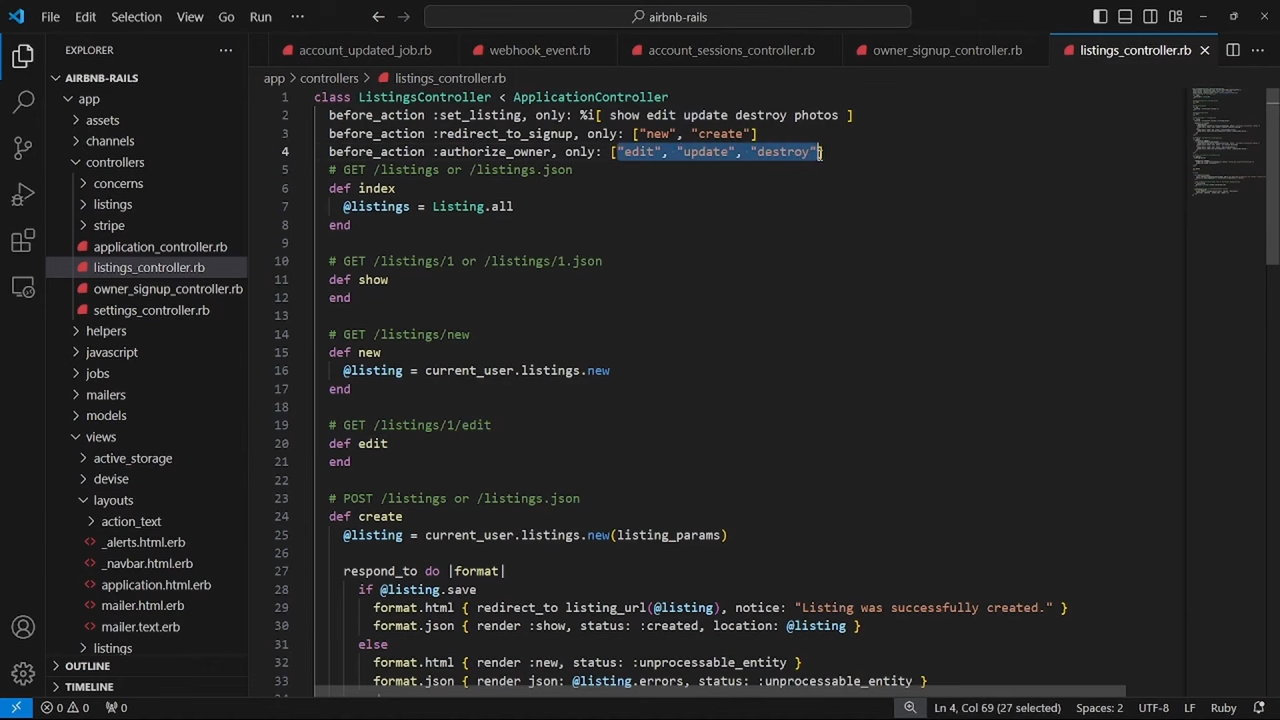 File Edit Selection View Go Run ··· airbnb-rails
EXPLORER ···
AIRBNB-RAILS
app
assets
channels
controllers
concerns
listings
stripe
application_controller.rb
listings_controller.rb
owner_signup_controller.rb
settings_controller.rb
helpers
javascript
jobs
mailers
models
views
active_storage
devise
layouts
action_text
_alerts.html.erb
_navbar.html.erb
application.html.erb
mailer.html.erb
mailer.text.erb
listings
OUTLINE
TIMELINE
account_updated_job.rb webhook_event.rb account_sessions_controller.rb owner_signup_controller.rb listings_controller.rb
app > controllers > listings_controller.rb
1 class ListingsController < ApplicationController
2 before_action :set_listing, only: %i[ show edit update destroy photos ]
3 before_action :redirect_to_signup, only: ["new", "create"]
4 before_action :authorize_owner, only: ["edit", "update", "destroy"]
5 # GET /listings or /listings.json
6 def index
7 @listings = Listing.all
8 end
9
10 # GET /listings/1 or /listings/1.json
11 def show
12 end
13
14 # GET /listings/new
15 def new
16 @listing = current_user.listings.new
17 end
18
19 # GET /listings/1/edit
20 def edit
21 end
22
23 # POST /listings or /listings.json
24 def create
25 @listing = current_user.listings.new(listing_params)
26
27 respond_to do |format|
28 if @listing.save
29 format.html { redirect_to listing_url(@listing), notice: "Listing was successfully created." }
30 format.json { render :show, status: :created, location: @listing }
31 else
32 format.html { render :new, status: :unprocessable_entity }
33 format.json { render json: @listing.errors, status: :unprocessable_entity }
0 0 0 Ln 4, Col 69 (27 selected) Spaces: 2 UTF-8 LF Ruby